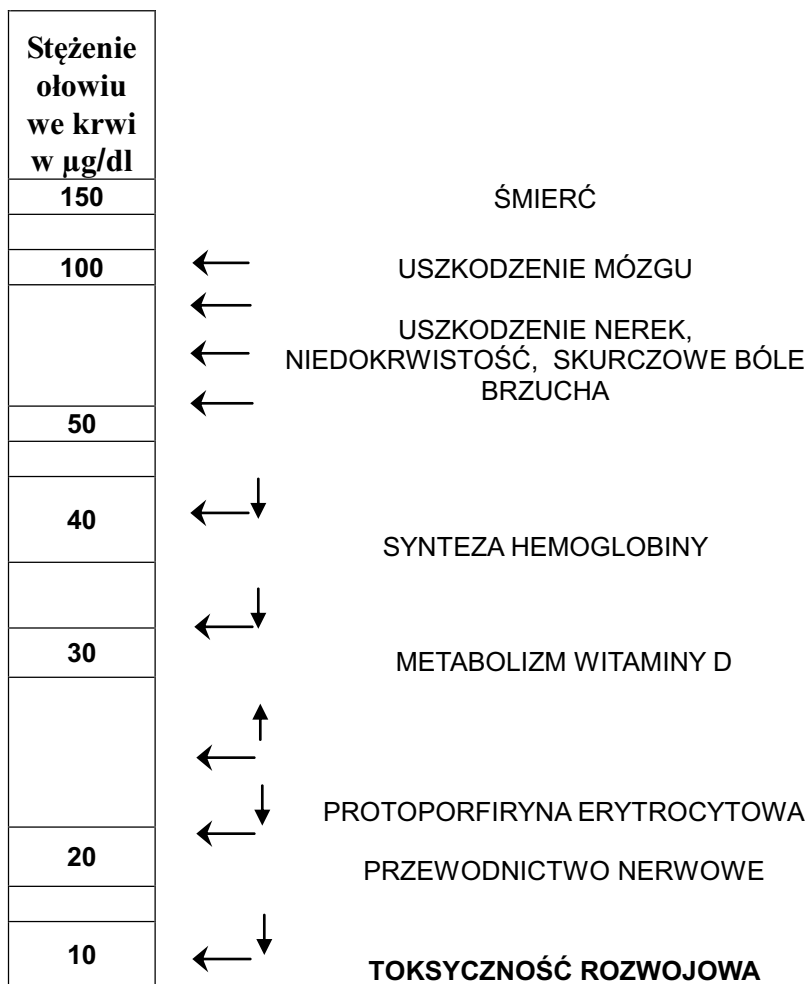 Stężenie
ołowiu
we krwi
w µg/dl
150 ŚMIERĆ
100 USZKODZENIE MÓZGU
USZKODZENIE NEREK,
NIEDOKRWISTOŚĆ, SKURCZOWE BÓLE
BRZUCHA
50
40
SYNTEZA HEMOGLOBINY
30 METABOLIZM WITAMINY D
PROTOPORFIRYNA ERYTROCYTOWA
20 PRZEWODNICTWO NERWOWE
10 TOKSYCZNOŚĆ ROZWOJOWA